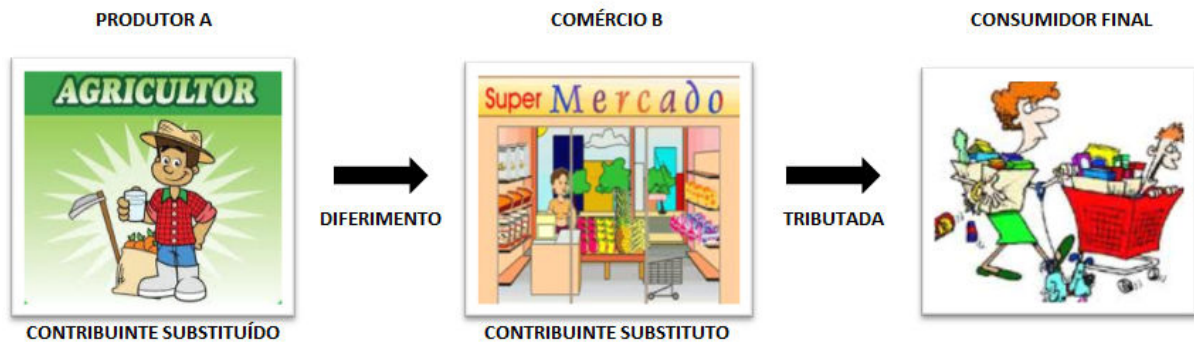 PRODUTOR A
COMÉRCIO B
CONSUMIDOR FINAL
AGRICULTOR
Super Mercado
DIFERIMENTO
TRIBUTADA
CONTRIBUINTE SUBSTITUÍDO
CONTRIBUINTE SUBSTITUTO